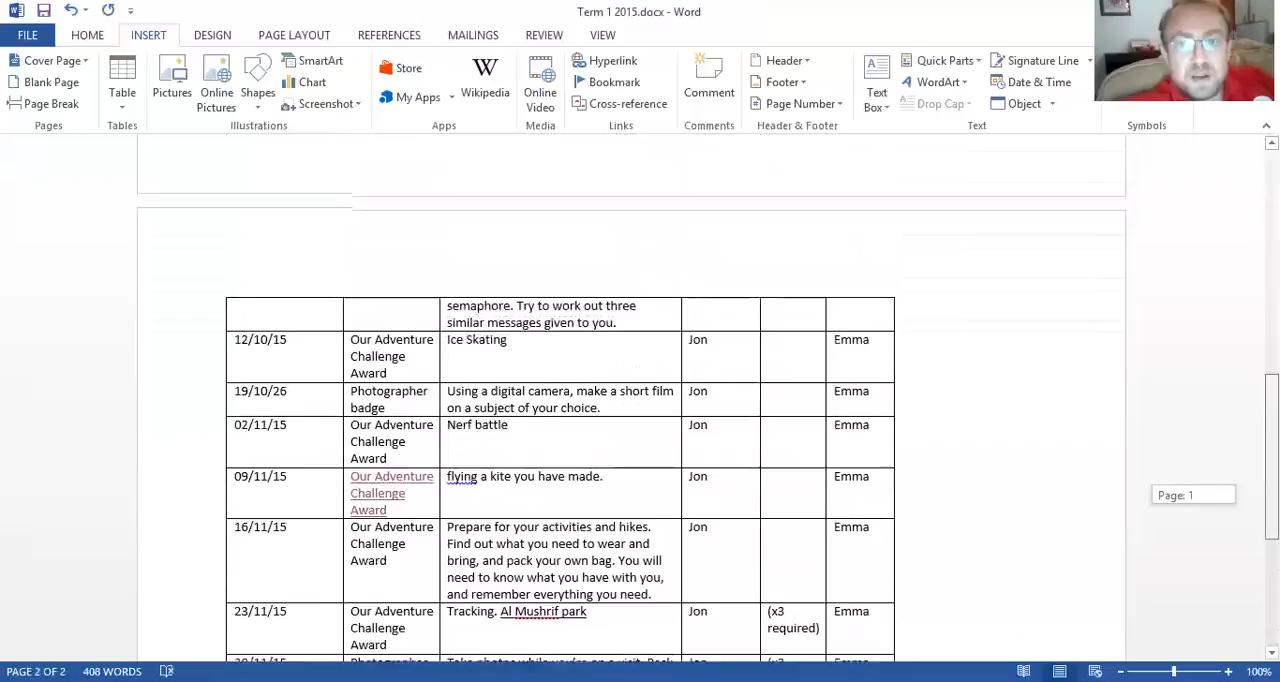 Term 1 2015.docx - Word
FILE HOME INSERT DESIGN PAGE LAYOUT REFERENCES MAILINGS REVIEW VIEW
Cover Page
Blank Page
Page Break
Pages
Table
Tables
Pictures
Online Pictures
Shapes
SmartArt
Chart
Screenshot
Illustrations
Store
My Apps
W
Wikipedia
Apps
Online Video
Media
Hyperlink
Bookmark
Cross-reference
Links
Comment
Comments
Header
Footer
Page Number
Header & Footer
A
Text Box
Quick Parts
WordArt
Drop Cap
Signature Line
Date & Time
Object
Text
Symbols
semaphore. Try to work out three
similar messages given to you.
12/10/15 Our Adventure Ice Skating Jon Emma
Challenge
Award
19/10/26 Photographer Using a digital camera, make a short film Jon Emma
badge on a subject of your choice.
02/11/15 Our Adventure Nerf battle Jon Emma
Challenge
Award
09/11/15 Our Adventure flying a kite you have made. Jon Emma
Challenge
Award
16/11/15 Our Adventure Prepare for your activities and hikes. Jon Emma
Challenge Find out what you need to wear and
Award bring, and pack your own bag. You will
need to know what you have with you,
and remember everything you need.
23/11/15 Our Adventure Tracking. Al Mushrif park Jon (x3 Emma
Challenge required)
Award
Page: 1
PAGE 2 OF 2 408 WORDS 100%